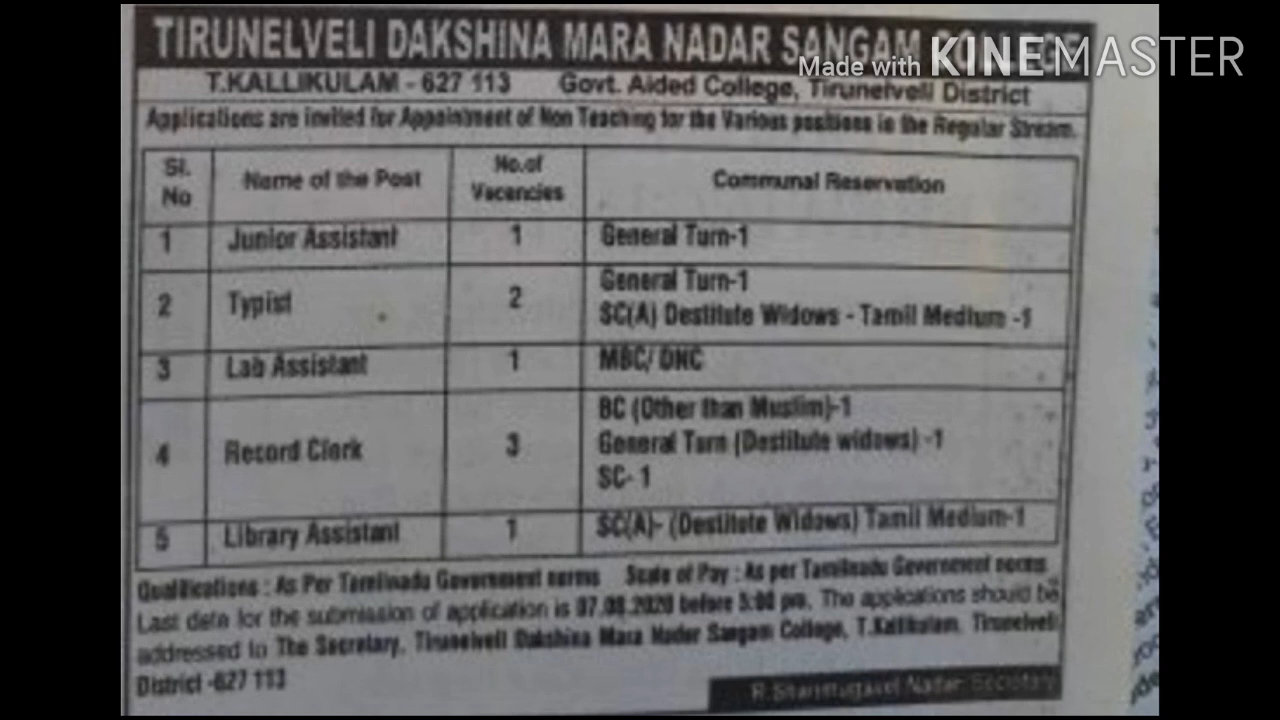 TIRUNELVELI DAKSHINA MARA NADAR SANGAM COLLEGE
Made with KINEMASTER
T.KALLIKULAM - 627 113 Govt. Aided College, Tirunelveli District
Applications are invited for Appointment of Non Teaching for the Various positions in the Regular Stream.
Sl. No Name of the Post No.of Vacancies Communal Reservation
1 Junior Assistant 1 General Turn-1
2 Typist 2 General Turn-1
SC(A) Destitute Widows - Tamil Medium -1
3 Lab Assistant 1 MBC/ DNC
4 Record Clerk 3 BC (Other than Muslim)-1
General Turn (Destitute widows) -1
SC- 1
5 Library Assistant 1 SC(A)- (Destitute Widows) Tamil Medium-1
Qualifications : As Per Tamilnadu Government norms Scale of Pay : As per Tamilnadu Government norms
Last date for the submission of application is 07.08.2020 before 5:00 pm. The applications should be
addressed to The Secretary, Tirunelveli Dakshina Mara Nadar Sangam College, T.Kallikulam, Tirunelveli
District -627 113
R.Shanmugavel Nadar Secretary